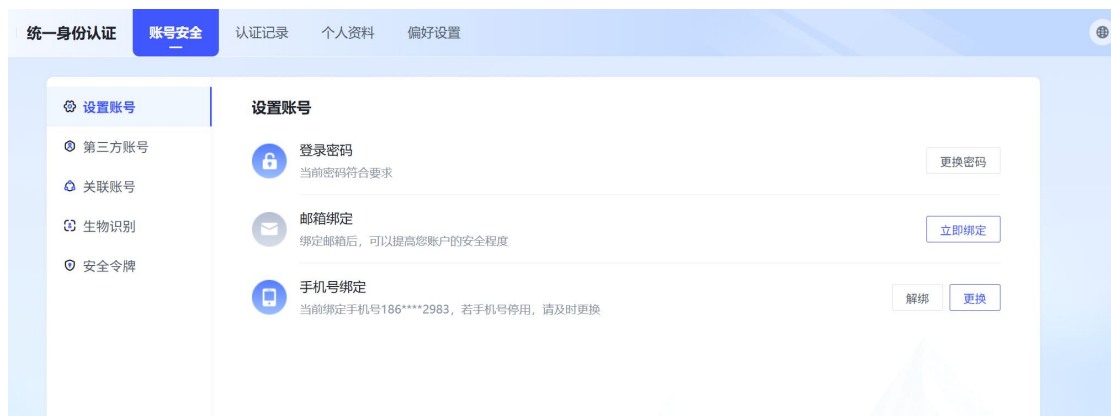 统一身份认证 账号安全 认证记录 个人资料 偏好设置
设置账号
第三方账号
关联账号
生物识别
安全令牌
设置账号
登录密码
当前密码符合要求
更换密码
邮箱绑定
绑定邮箱后，可以提高您账户的安全程度
立即绑定
手机号绑定
当前绑定手机号186****2983，若手机号停用，请及时更换
解绑 更换